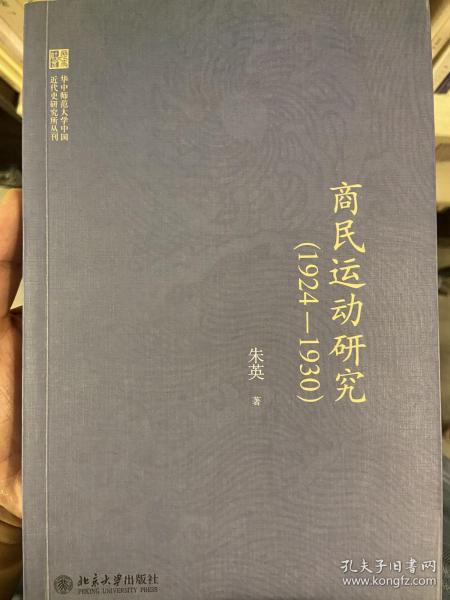 华中师范大学中国
近代史研究所丛刊
商民运动研究
(1924—1930)
朱英 著
北京大学出版社
PEKING UNIVERSITY PRESS
孔夫子旧书网
www.kongfz.com